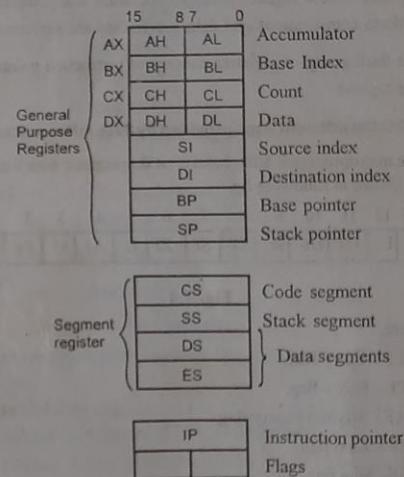 15 8 7 0
AX AH AL Accumulator
BX BH BL Base Index
CX CH CL Count
DX DH DL Data
General
Purpose
Registers
SI Source index
DI Destination index
BP Base pointer
SP Stack pointer
CS Code segment
Segment
register
SS Stack segment
DS
Data segments
ES
IP Instruction pointer
Flags